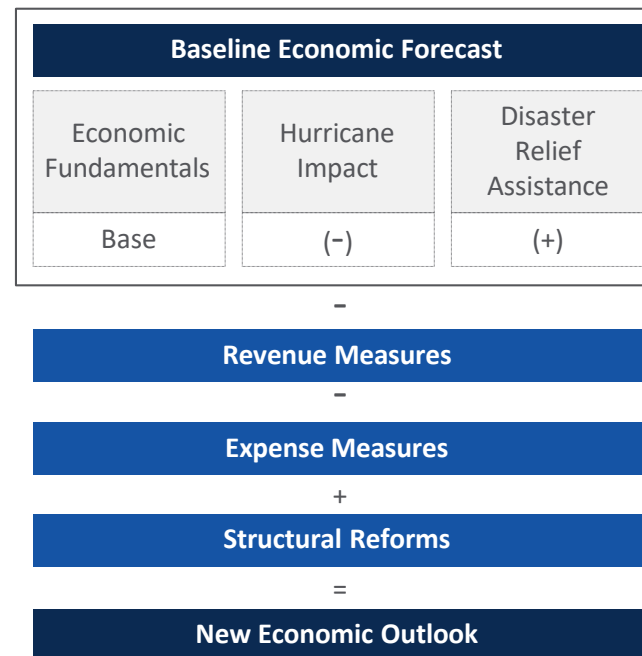 Baseline Economic Forecast
Economic
Fundamentals
Base
Hurricane
Impact
(-)
Disaster
Relief
Assistance
(+)
-
Revenue Measures
-
Expense Measures
+
Structural Reforms
=
New Economic Outlook